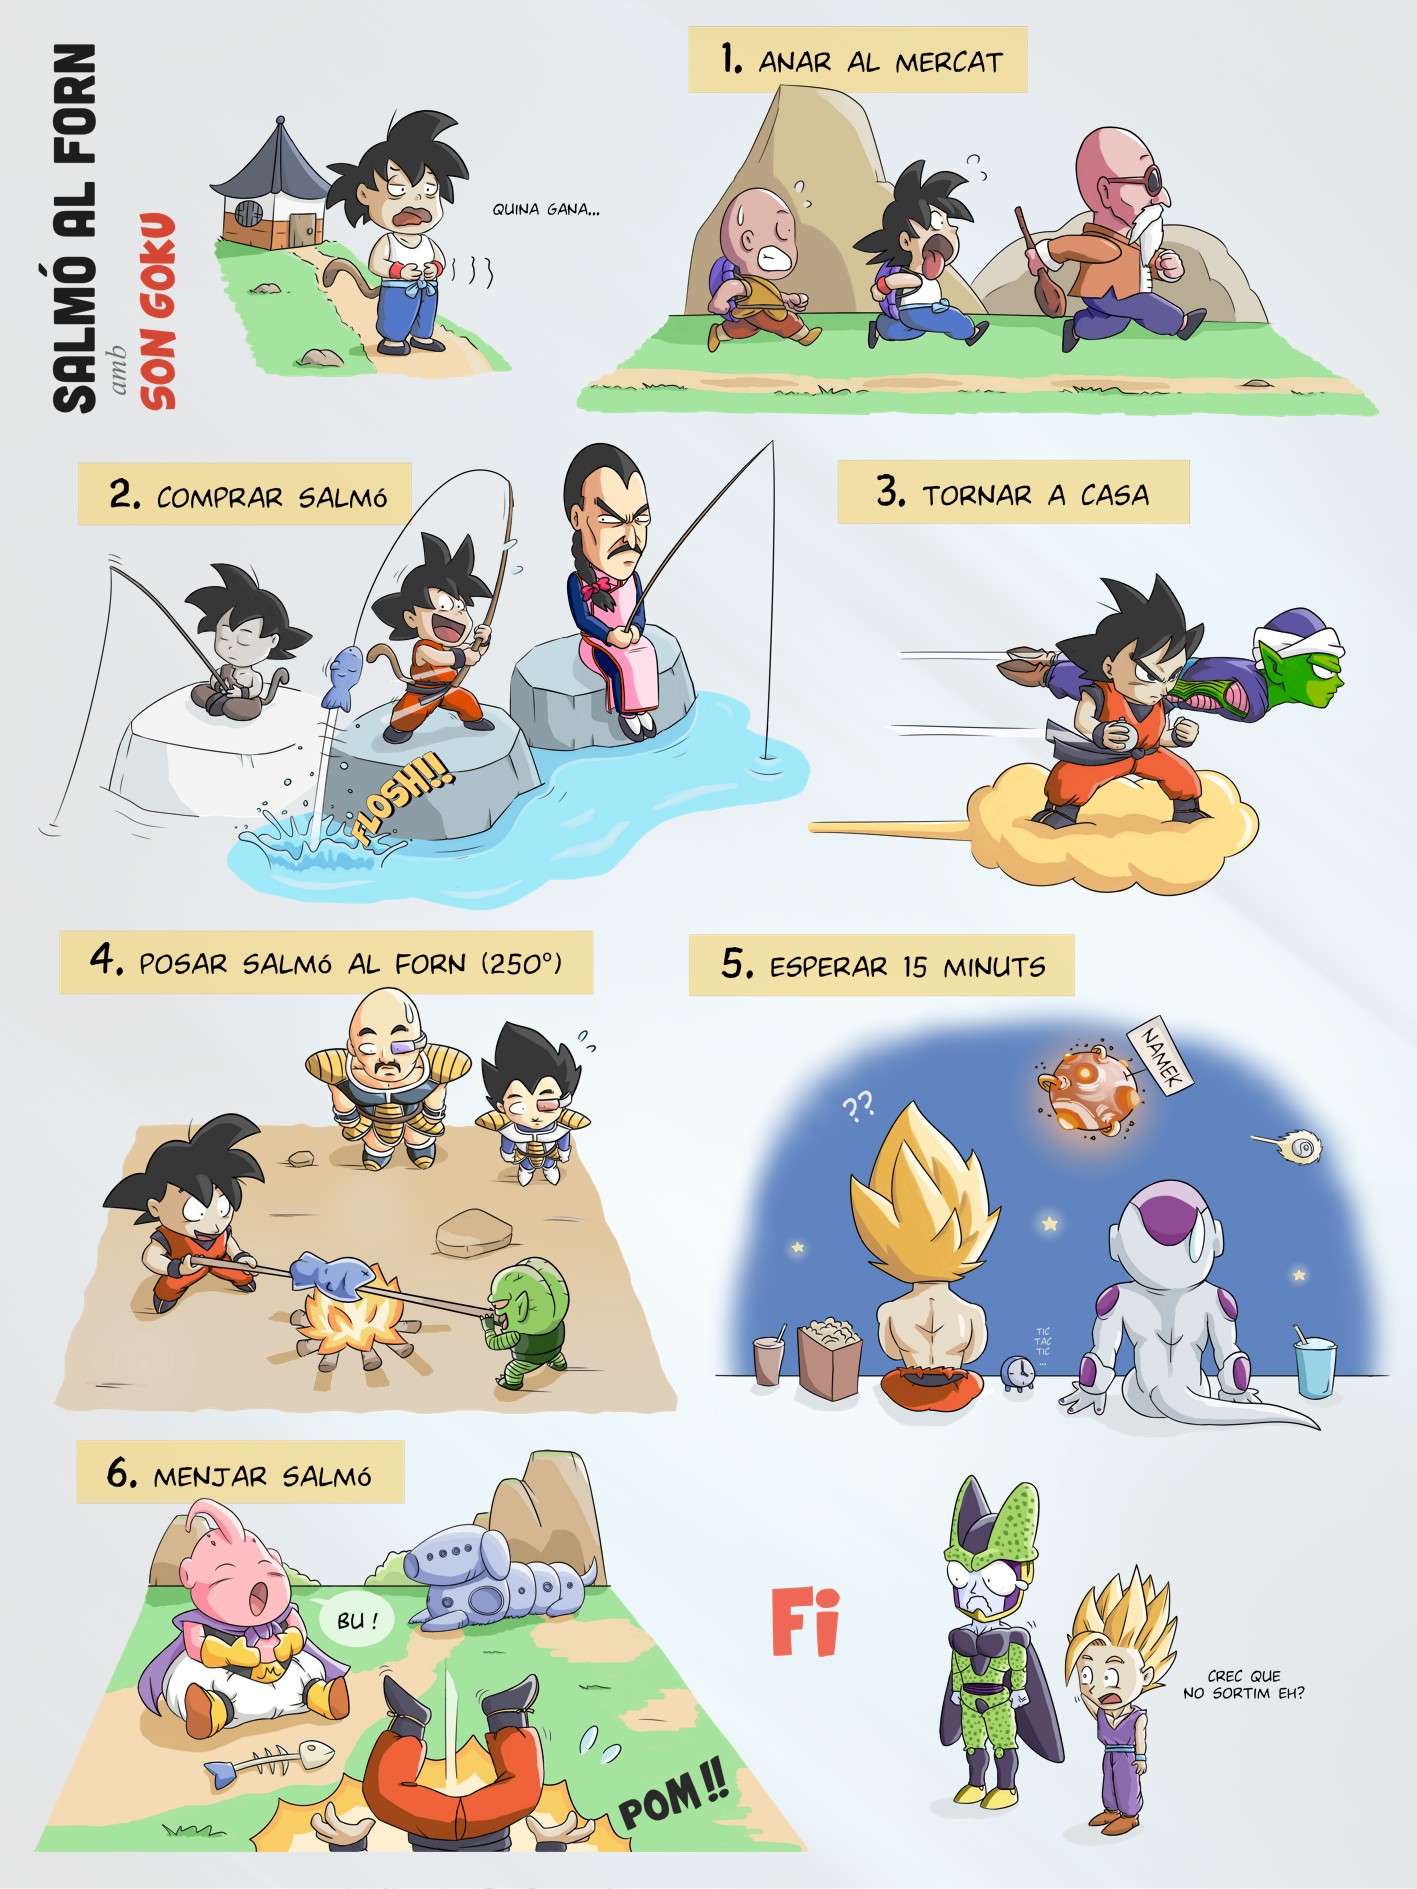 SALMÓ AL FORN
amb
SON GOKU
QUINA GANA...
1. ANAR AL MERCAT
2. COMPRAR SALMÓ
FLOSH!!
3. TORNAR A CASA
4. POSAR SALMÓ AL FORN (250º)
5. ESPERAR 15 MINUTS
NAMEK
??
TIC
TAC
TIC
...
6. MENJAR SALMÓ
BU !
M
POM!!
Fi
CREC QUE
NO SORTIM EH?